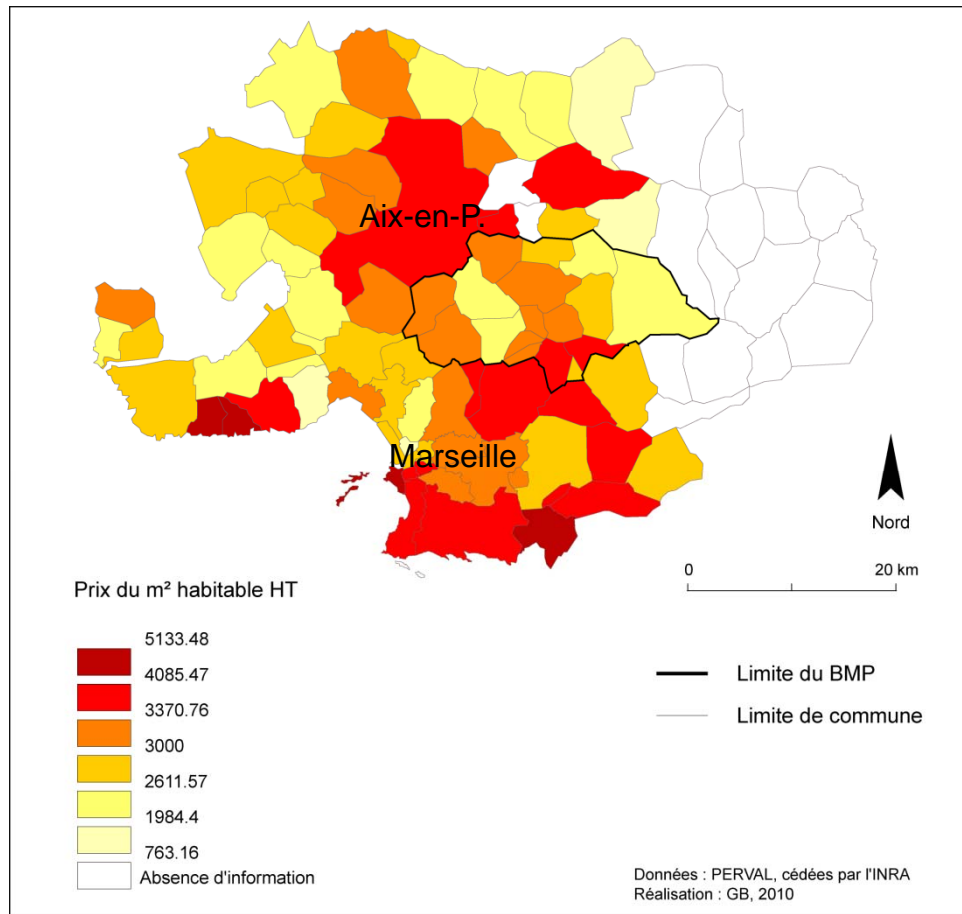 Aix-en-P.
Marseille
Nord
0 20 km
Prix du m² habitable HT
5133.48
4085.47
3370.76
3000
2611.57
1984.4
763.16
Absence d'information
Limite du BMP
Limite de commune
Données : PERVAL, cédées par l'INRA
Réalisation : GB, 2010